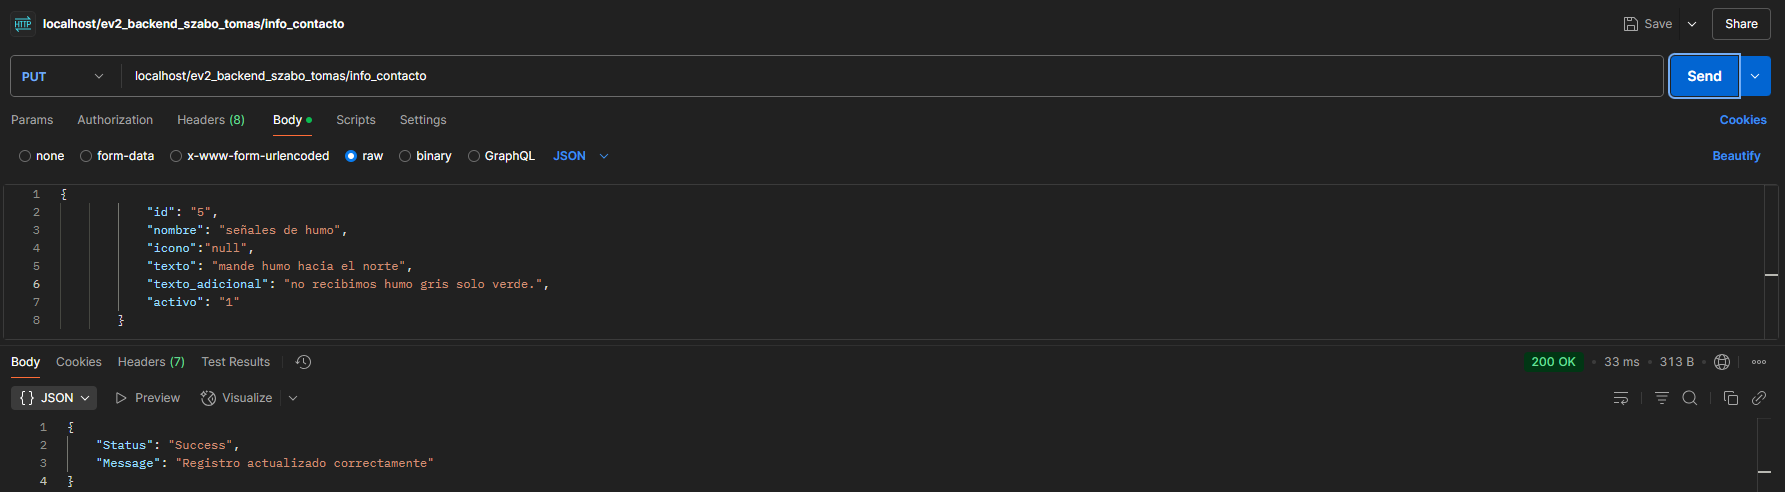 HTTP localhost/ev2_backend_szabo_tomas/info_contacto Save Share
PUT localhost/ev2_backend_szabo_tomas/info_contacto Send
Params Authorization Headers (8) Body Scripts Settings Cookies
none form-data x-www-form-urlencoded raw binary GraphQL JSON Beautify
1 {
2 "id": "5",
3 "nombre": "señales de humo",
4 "icono":"null",
5 "texto": "mande humo hacia el norte",
6 "texto_adicional": "no recibimos humo gris solo verde.",
7 "activo": "1"
8 }
Body Cookies Headers (7) Test Results 200 OK • 33 ms • 313 B •
{} JSON Preview Visualize
1 {
2 "Status": "Success",
3 "Message": "Registro actualizado correctamente"
4 }